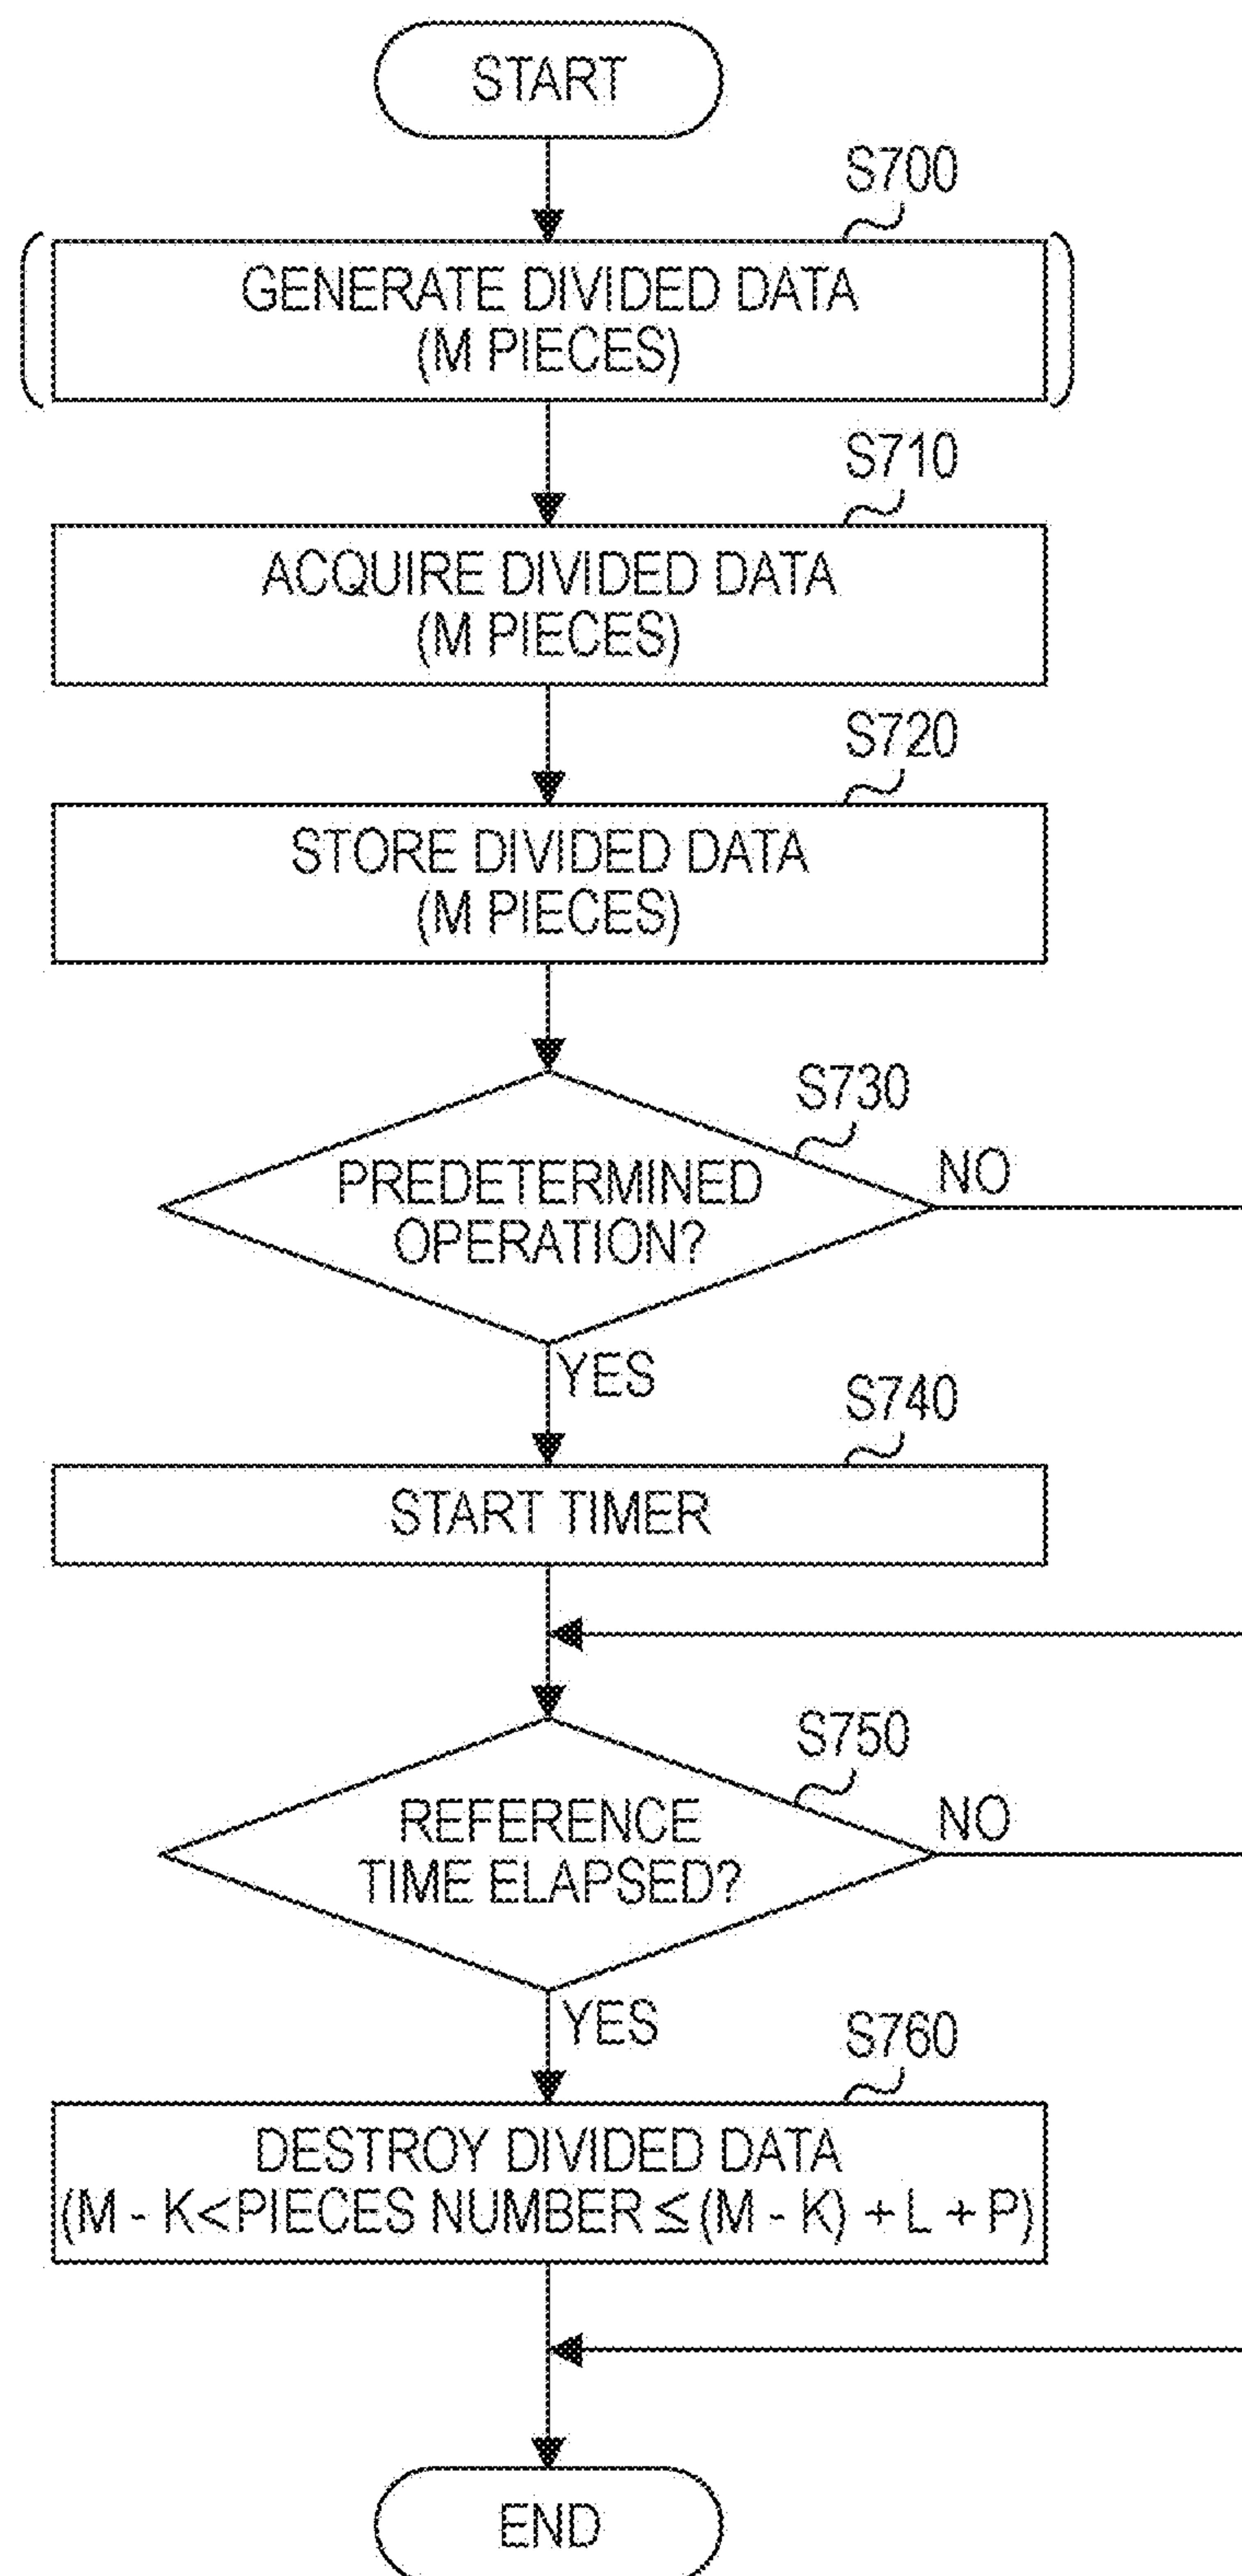 START
S700
GENERATE DIVIDED DATA
(M PIECES)
S710
ACQUIRE DIVIDED DATA
(M PIECES)
S720
STORE DIVIDED DATA
(M PIECES)
S730
PREDETERMINED
OPERATION?
NO
YES
S740
START TIMER
S750
REFERENCE
TIME ELAPSED?
NO
YES
S760
DESTROY DIVIDED DATA
(M - K<PIECES NUMBER≦(M - K) + L + P)
END